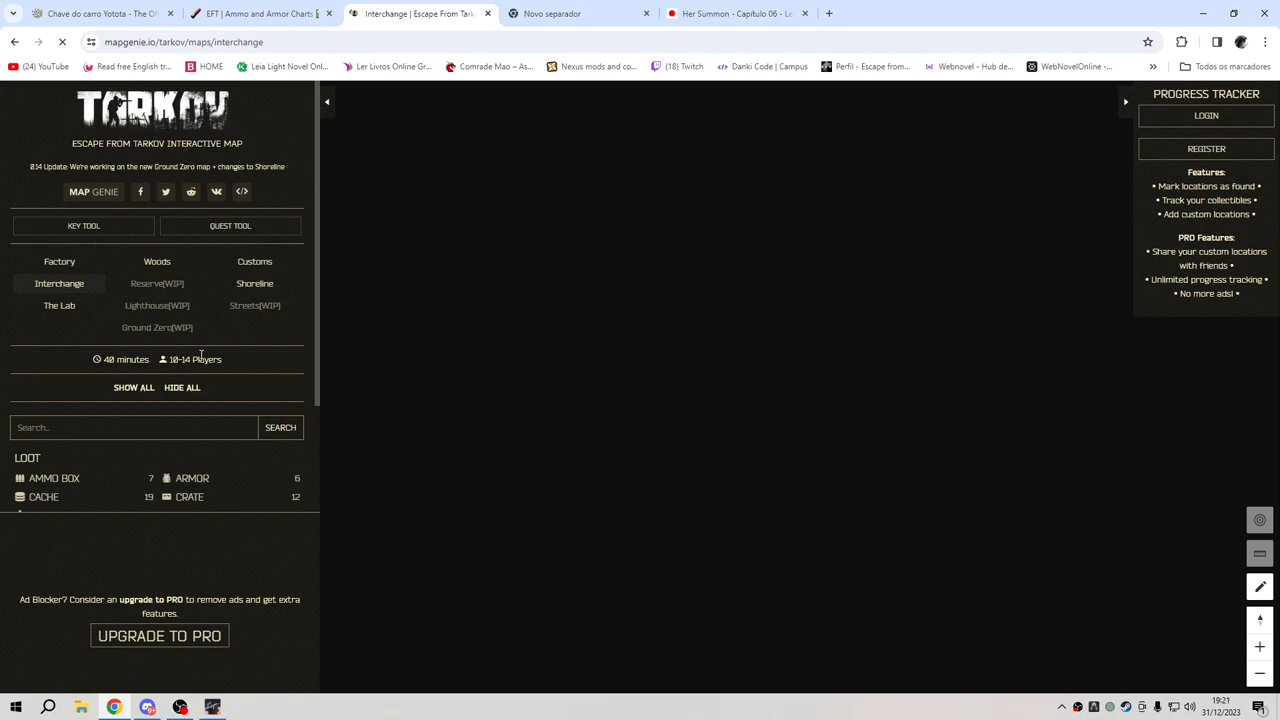 Chave do carro Yotota - The Of
EFT | Ammo and Armor Charts |
Interchange | Escape From Tark
Novo separador
Her Summon - Capítulo 06 - Le
mapgenie.io/tarkov/maps/interchange
(24) YouTube
Read free English tr...
HOME
Leia Light Novel Onl...
Ler Livros Online Gr...
Comrade Mao – As...
Nexus mods and co...
(18) Twitch
Danki Code | Campus
Perfil - Escape from...
Webnovel - Hub de...
WebNovelOnline -...
Todos os marcadores
TARKOV
ESCAPE FROM TARKOV INTERACTIVE MAP
0.14 Update: We're working on the new Ground Zero map + changes to Shoreline
MAP GENIE
KEY TOOL
QUEST TOOL
Factory
Woods
Customs
Interchange
Reserve[WIP]
Shoreline
The Lab
Lighthouse[WIP]
Streets[WIP]
Ground Zero[WIP]
40 minutes
10-14 Players
SHOW ALL
HIDE ALL
Search..
SEARCH
LOOT
AMMO BOX 7
ARMOR 6
CACHE 19
CRATE 12
Ad Blocker? Consider an upgrade to PRO to remove ads and get extra
features.
UPGRADE TO PRO
PROGRESS TRACKER
LOGIN
REGISTER
Features:
• Mark locations as found •
• Track your collectibles •
• Add custom locations •
PRO Features:
• Share your custom locations
with friends •
• Unlimited progress tracking •
• No more ads! •
19:21
31/12/2023